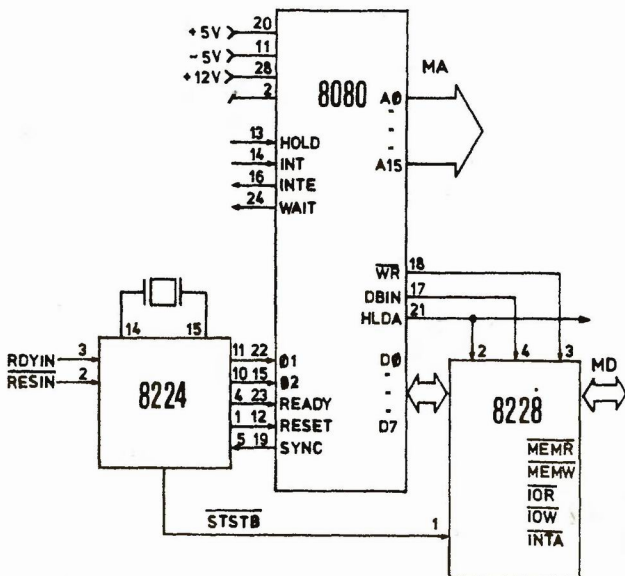 +5V 20
-5V 11
+12V 28
2
8080
MA
A0
A15
13 HOLD
14 INT
16 INTE
24 WAIT
WR 18
DBIN 17
HLDA 21
14 15
RDYIN 3
RESIN 2
8224
11 22 Ø1
10 15 Ø2
4 23 READY
1 12 RESET
5 19 SYNC
D0
D7
2 4 3
MD
8228
MEMR
MEMW
IOR
IOW
INTA
STSTB 1